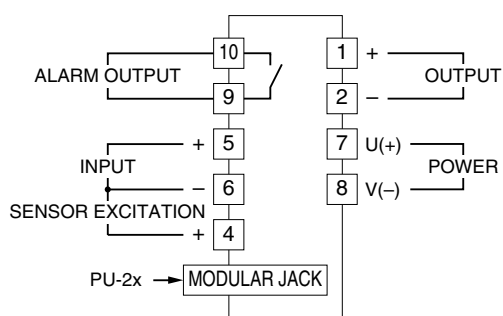 10
1 +
ALARM OUTPUT
OUTPUT
9
2 –
+ 5
7 U(+)
INPUT
POWER
– 6
8 V(–)
SENSOR EXCITATION
+ 4
PU-2x
MODULAR JACK